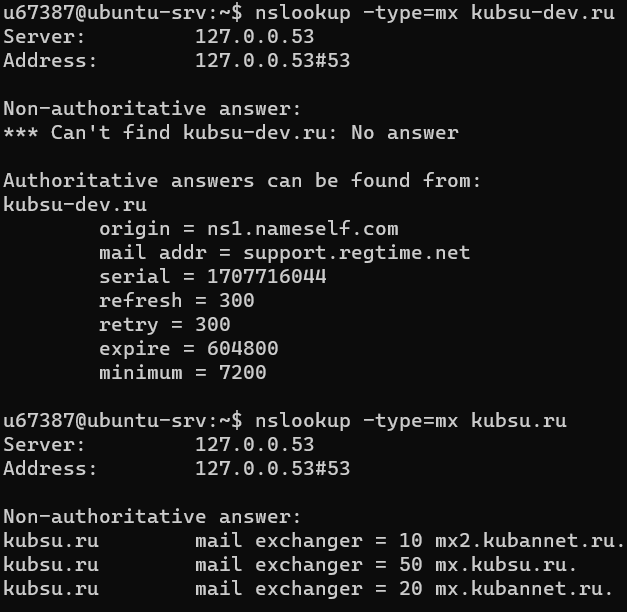 u67387@ubuntu-srv:~$ nslookup -type=mx kubsu-dev.ru
Server:         127.0.0.53
Address:        127.0.0.53#53

Non-authoritative answer:
*** Can't find kubsu-dev.ru: No answer

Authoritative answers can be found from:
kubsu-dev.ru
        origin = ns1.nameself.com
        mail addr = support.regtime.net
        serial = 1707716044
        refresh = 300
        retry = 300
        expire = 604800
        minimum = 7200

u67387@ubuntu-srv:~$ nslookup -type=mx kubsu.ru
Server:         127.0.0.53
Address:        127.0.0.53#53

Non-authoritative answer:
kubsu.ru        mail exchanger = 10 mx2.kubannet.ru.
kubsu.ru        mail exchanger = 50 mx.kubsu.ru.
kubsu.ru        mail exchanger = 20 mx.kubannet.ru.